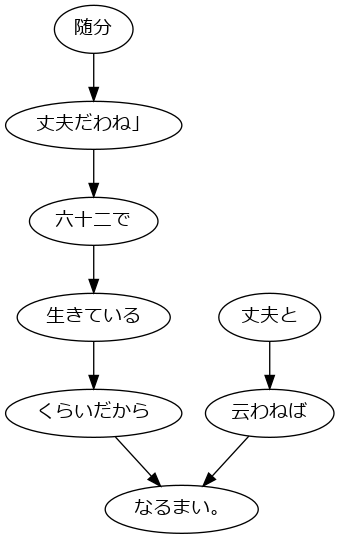 随分
丈夫だわね」
六十二で
生きている
丈夫と
くらいだから
云わねば
なるまい。